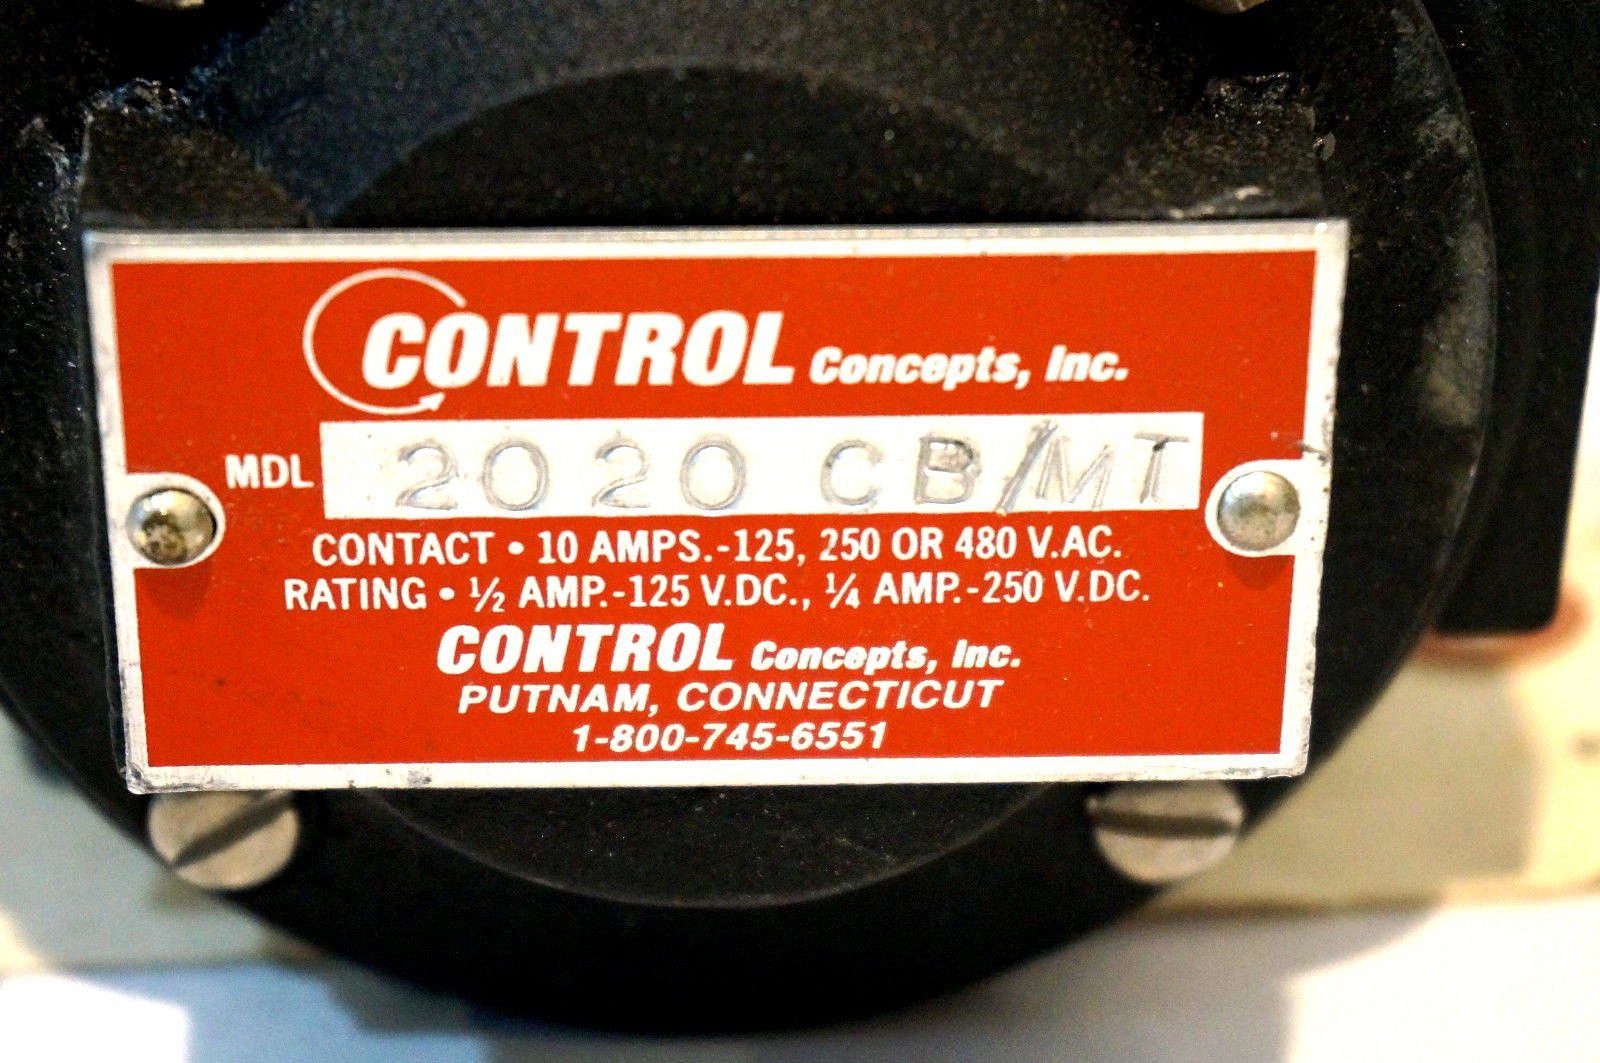 CONTROL Concepts, Inc.
MDL 2020 CB/MT
CONTACT • 10 AMPS.-125, 250 OR 480 V.AC.
RATING • ½ AMP.-125 V.DC., ¼ AMP.-250 V.DC.
CONTROL Concepts, Inc.
PUTNAM, CONNECTICUT
1-800-745-6551